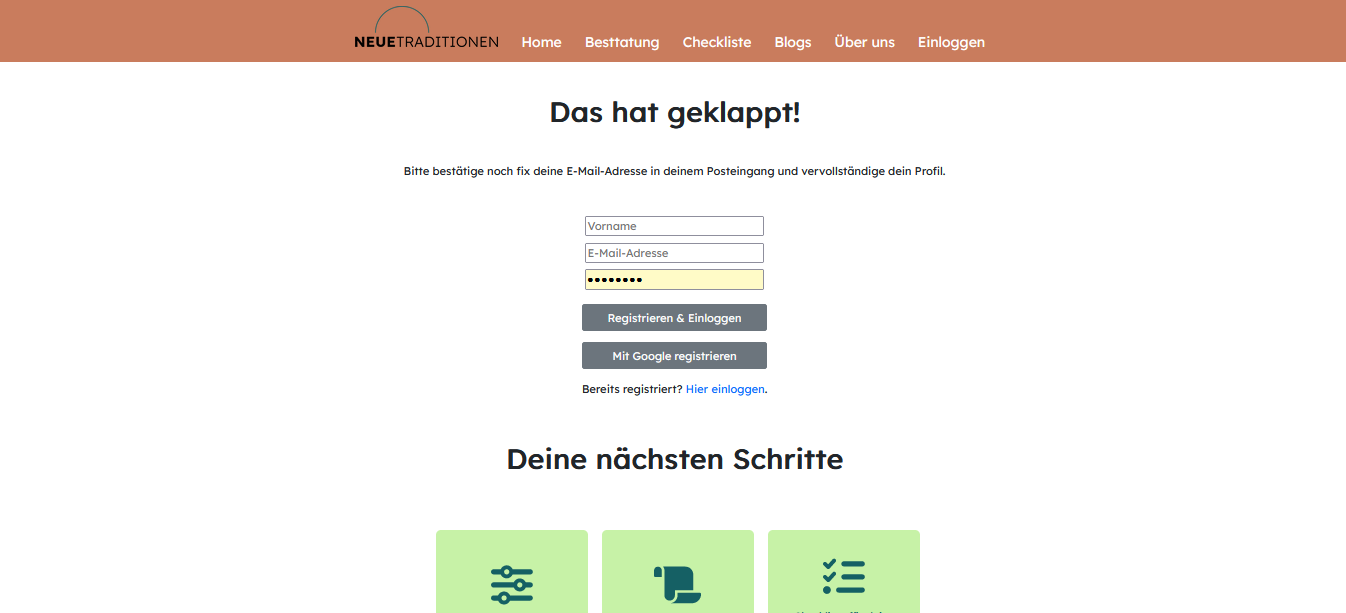 NEUETRADITIONEN Home Besttatung Checkliste Blogs Über uns Einloggen
Das hat geklappt!
Bitte bestätige noch fix deine E-Mail-Adresse in deinem Posteingang und vervollständige dein Profil.
Vorname
E-Mail-Adresse
••••••••
Registrieren & Einloggen
Mit Google registrieren
Bereits registriert? Hier einloggen.
Deine nächsten Schritte